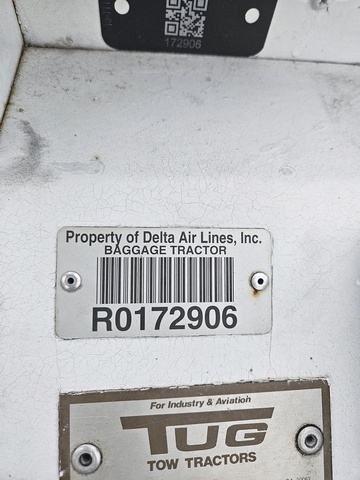 172906
Property of Delta Air Lines, Inc.
BAGGAGE TRACTOR
R0172906
For Industry & Aviation
TUG
TOW TRACTORS